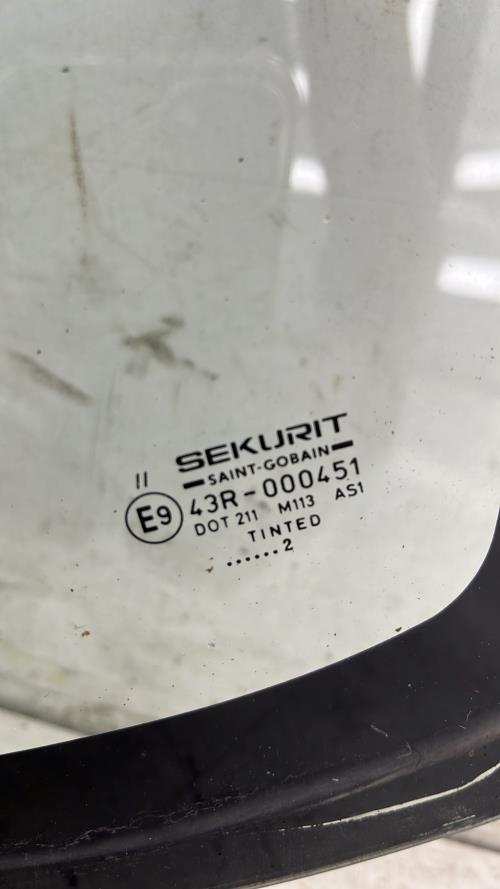 SEKURIT
SAINT-GOBAIN
II
E9 43R-000451
DOT 211 M113 AS1
TINTED
......2